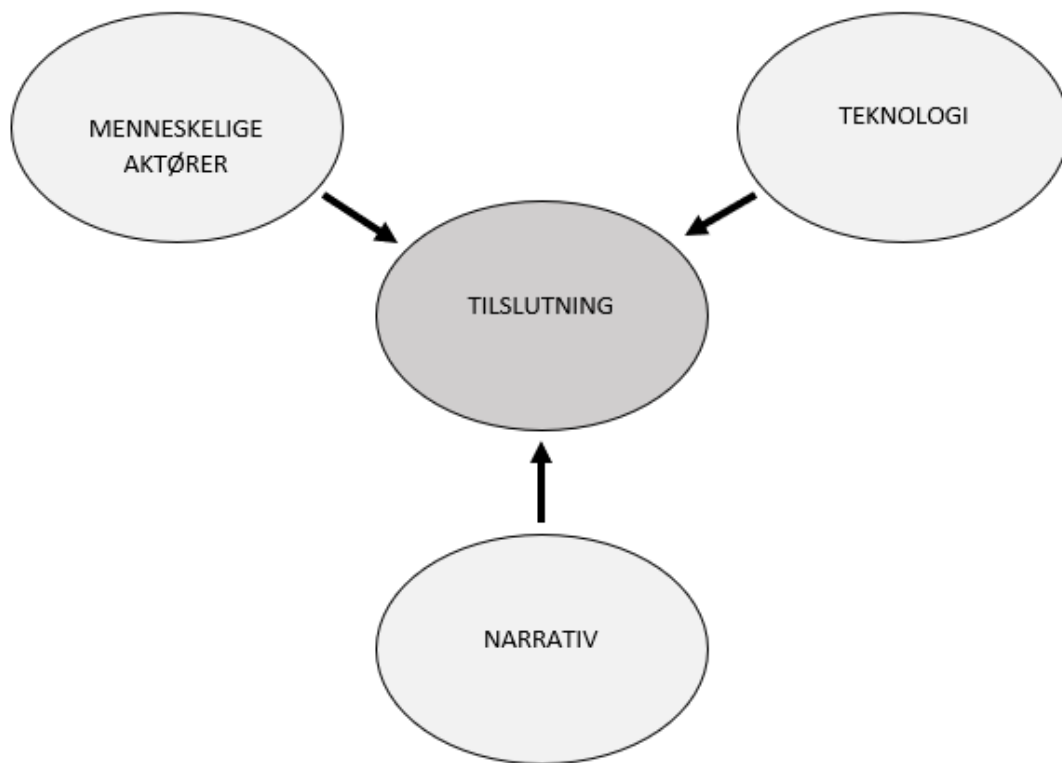 MENNESKELIGE
AKTØRER
TEKNOLOGI
TILSLUTNING
NARRATIV